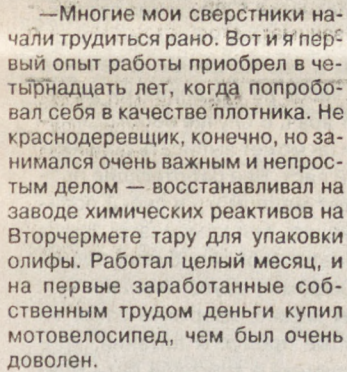 —Многие мои сверстники на-
чали трудиться рано. Вот и я пер-
вый опыт работы приобрел в че-
тырнадцать лет, когда попробо-
вал себя в качестве плотника. Не
краснодеревщик, конечно, но за-
нимался очень важным и непрос-
тым делом — восстанавливал на
заводе химических реактивов на
Вторчермете тару для упаковки
олифы. Работал целый месяц, и
на первые заработанные соб-
ственным трудом деньги купил
мотовелосипед, чем был очень
доволен.